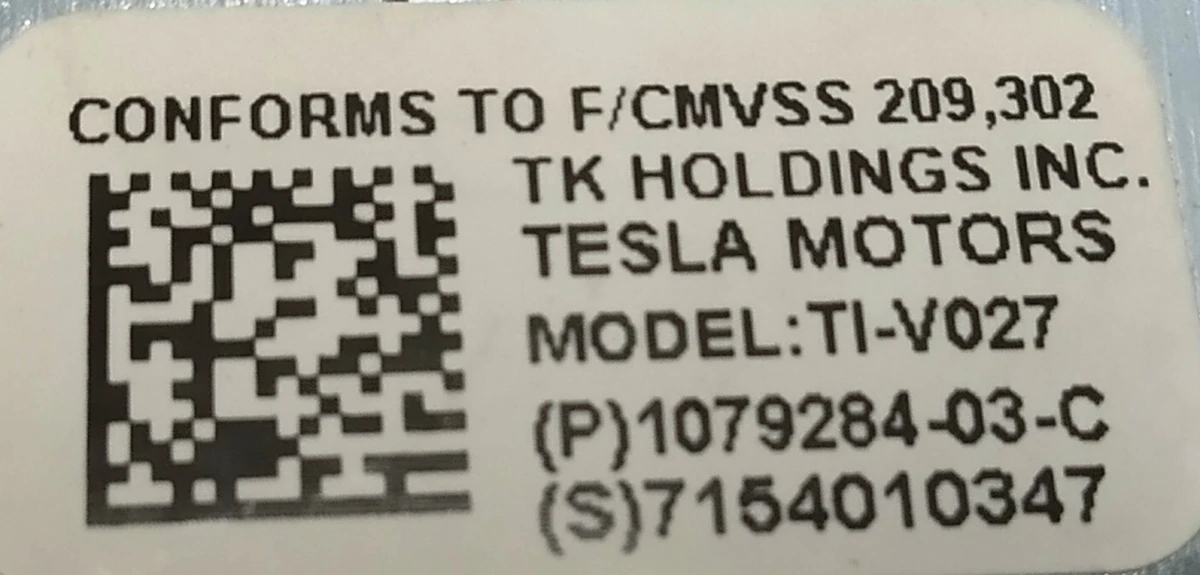 CONFORMS TO F/CMVSS 209,302
TK HOLDINGS INC.
TESLA MOTORS
MODEL:TI-V027
(P)1079284-03-C
(S)7154010347